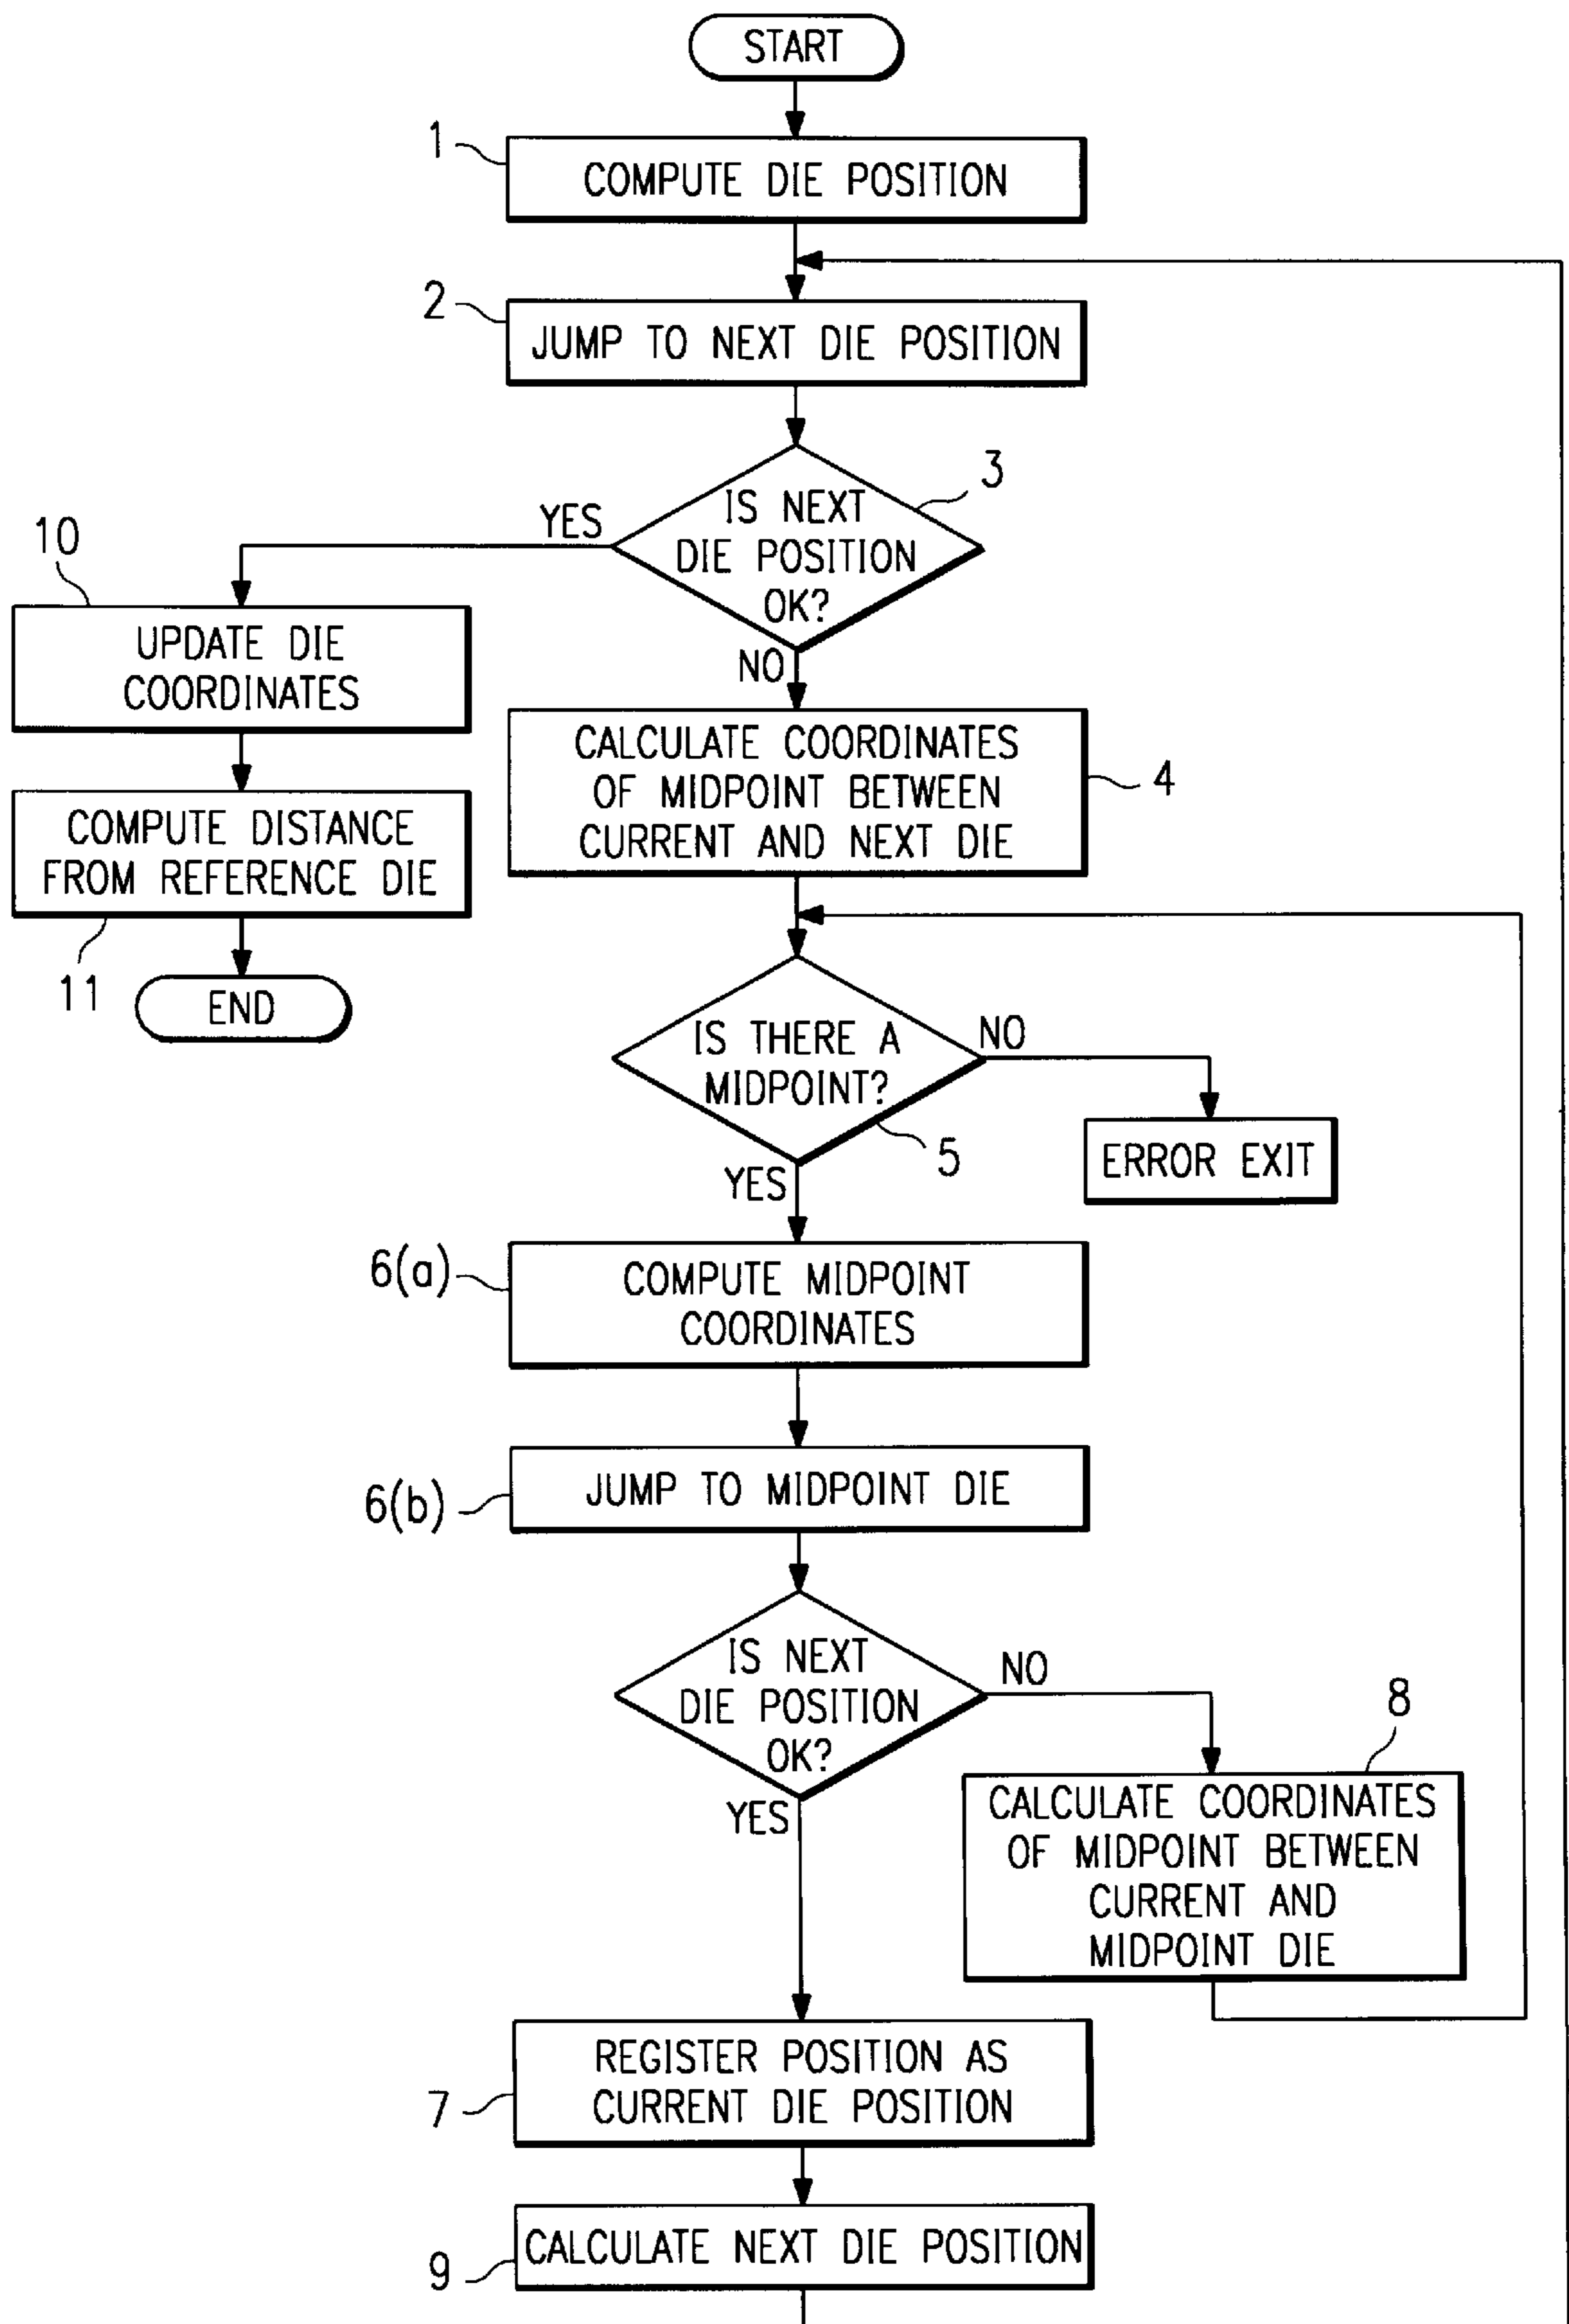 START
1
COMPUTE DIE POSITION
2
JUMP TO NEXT DIE POSITION
3
IS NEXT
DIE POSITION
OK?
YES
NO
10
UPDATE DIE
COORDINATES
COMPUTE DISTANCE
FROM REFERENCE DIE
11
END
CALCULATE COORDINATES
OF MIDPOINT BETWEEN
CURRENT AND NEXT DIE
4
IS THERE A
MIDPOINT?
NO
5
YES
ERROR EXIT
6(a)
COMPUTE MIDPOINT
COORDINATES
6(b)
JUMP TO MIDPOINT DIE
IS NEXT
DIE POSITION
OK?
NO
YES
8
CALCULATE COORDINATES
OF MIDPOINT BETWEEN
CURRENT AND
MIDPOINT DIE
7
REGISTER POSITION AS
CURRENT DIE POSITION
9
CALCULATE NEXT DIE POSITION